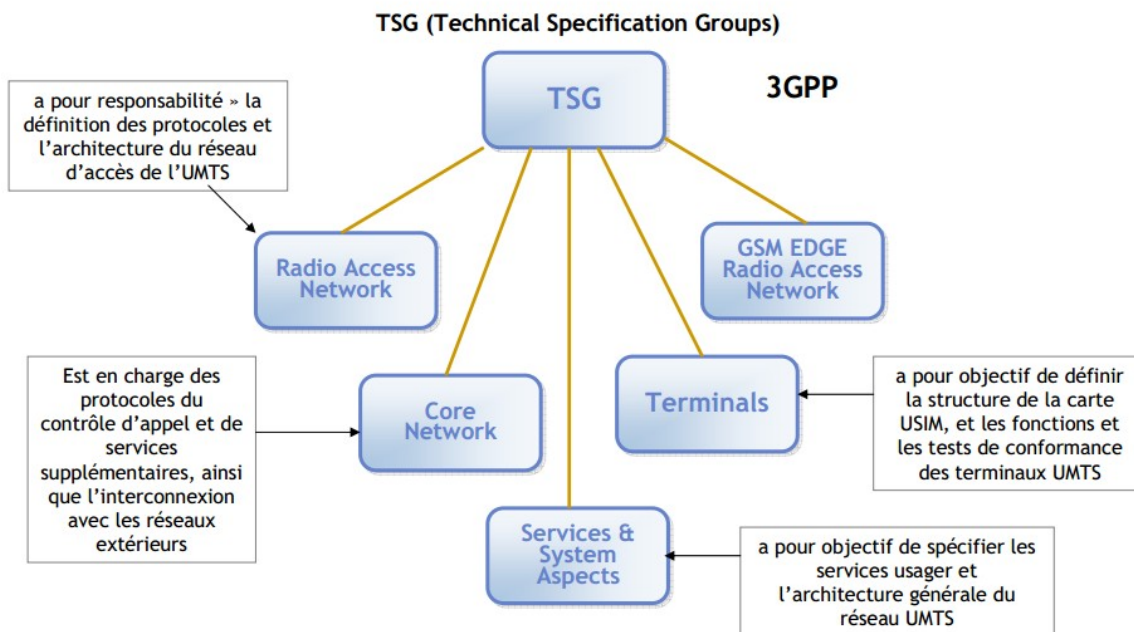 TSG (Technical Specification Groups)
TSG
3GPP
a pour responsabilité » la
définition des protocoles et
l’architecture du réseau
d’accès de l’UMTS
Radio Access
Network
GSM EDGE
Radio Access
Network
Est en charge des
protocoles du
contrôle d’appel et de
services
supplémentaires, ainsi
que l’interconnexion
avec les réseaux
extérieurs
Core
Network
Terminals
a pour objectif de définir
la structure de la carte
USIM, et les fonctions et
les tests de conformance
des terminaux UMTS
Services &
System
Aspects
a pour objectif de spécifier les
services usager et
l’architecture générale du
réseau UMTS